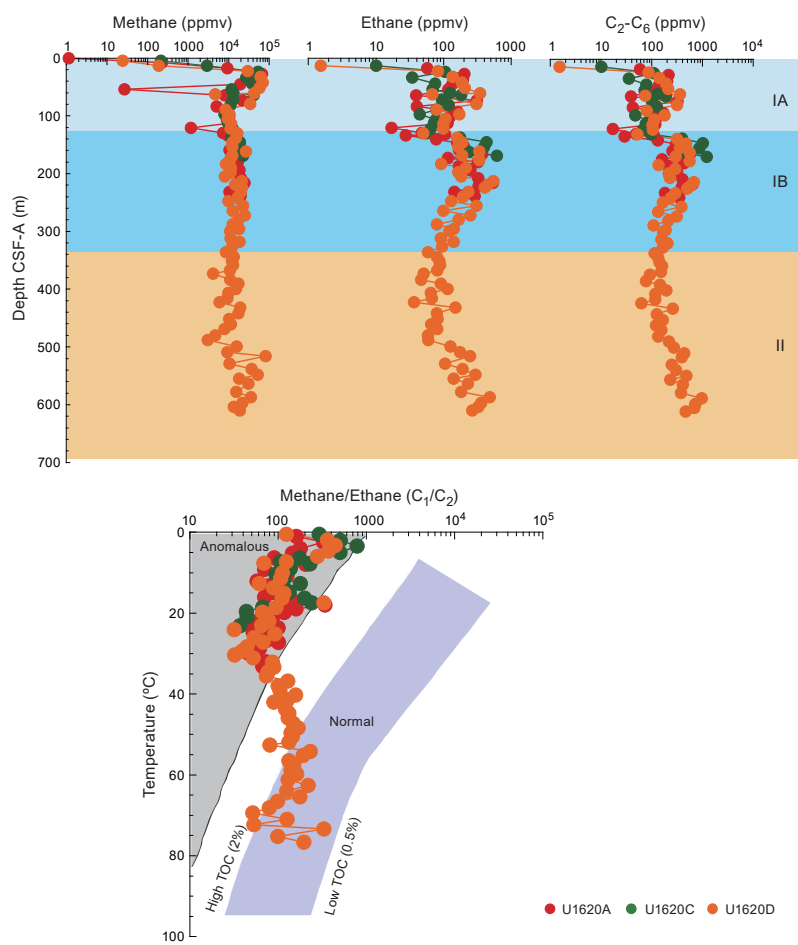 Methane (ppmv) Ethane (ppmv) C₂-C₆ (ppmv)
1 10² 10⁴ 10⁵ 1 10 100 1000 1 10 100 1000 10⁴
0
100
200
300
400
500
600
700
Depth CSF-A (m)
IA
IB
II
Methane/Ethane (C₁/C₂)
10 100 1000 10⁴ 10⁵
0
20
40
60
80
100
Temperature (ºC)
Anomalous
Normal
High TOC (2%)
Low TOC (0.5%)
U1620A U1620C U1620D